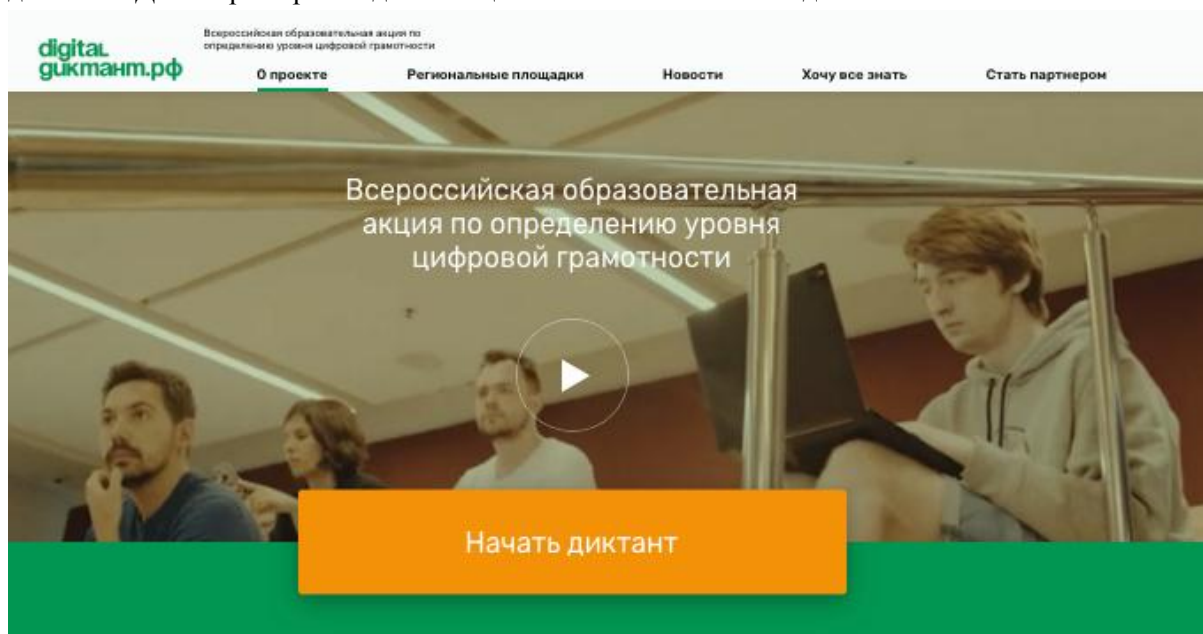 digital
диктант.рф
Всероссийская образовательная акция по
определению уровня цифровой грамотности
О проекте Региональные площадки Новости Хочу все знать Стать партнером
Всероссийская образовательная
акция по определению уровня
цифровой грамотности
Начать диктант